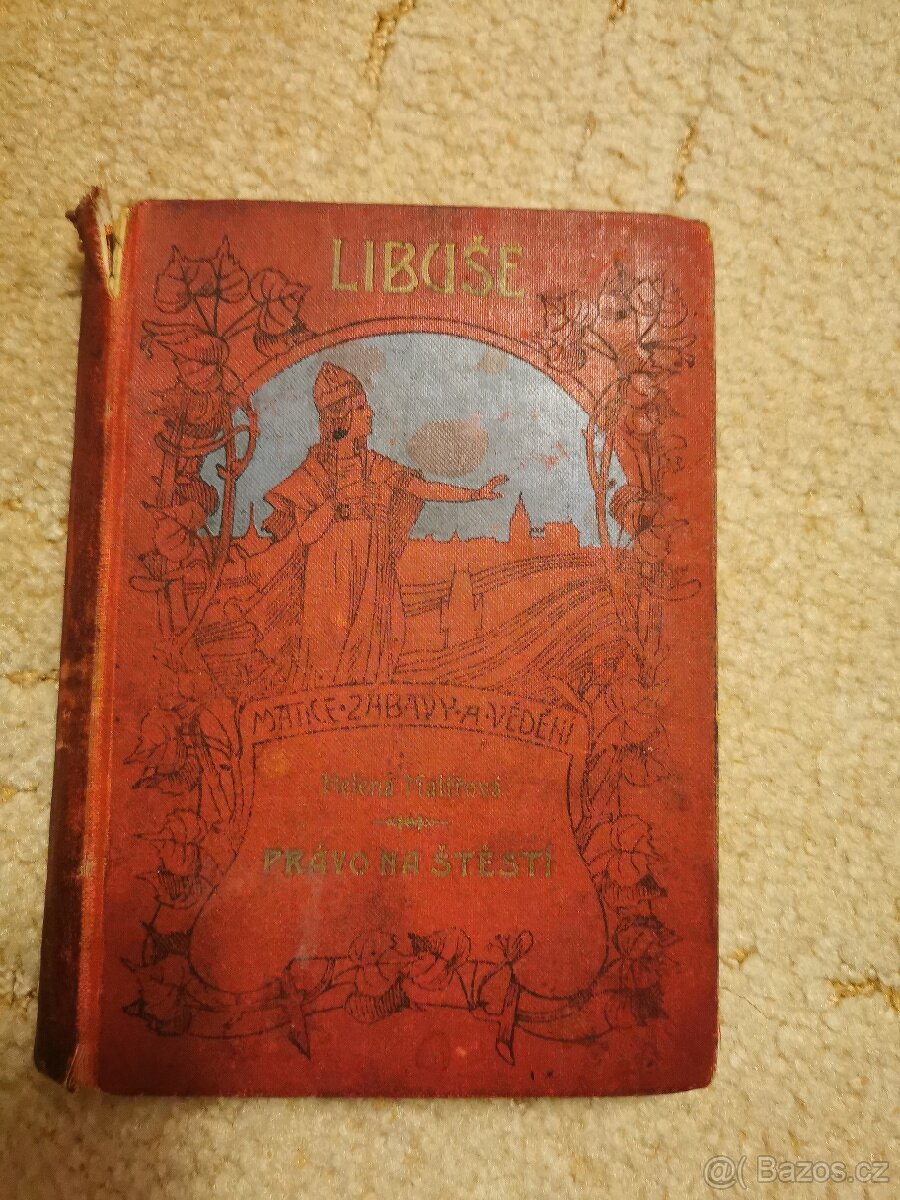 LIBUŠE
MATICE · ZÁBAVY · A · VĚDĚNÍ
Helena Malířová
PRÁVO NA ŠTĚSTÍ
@( Bazos.cz